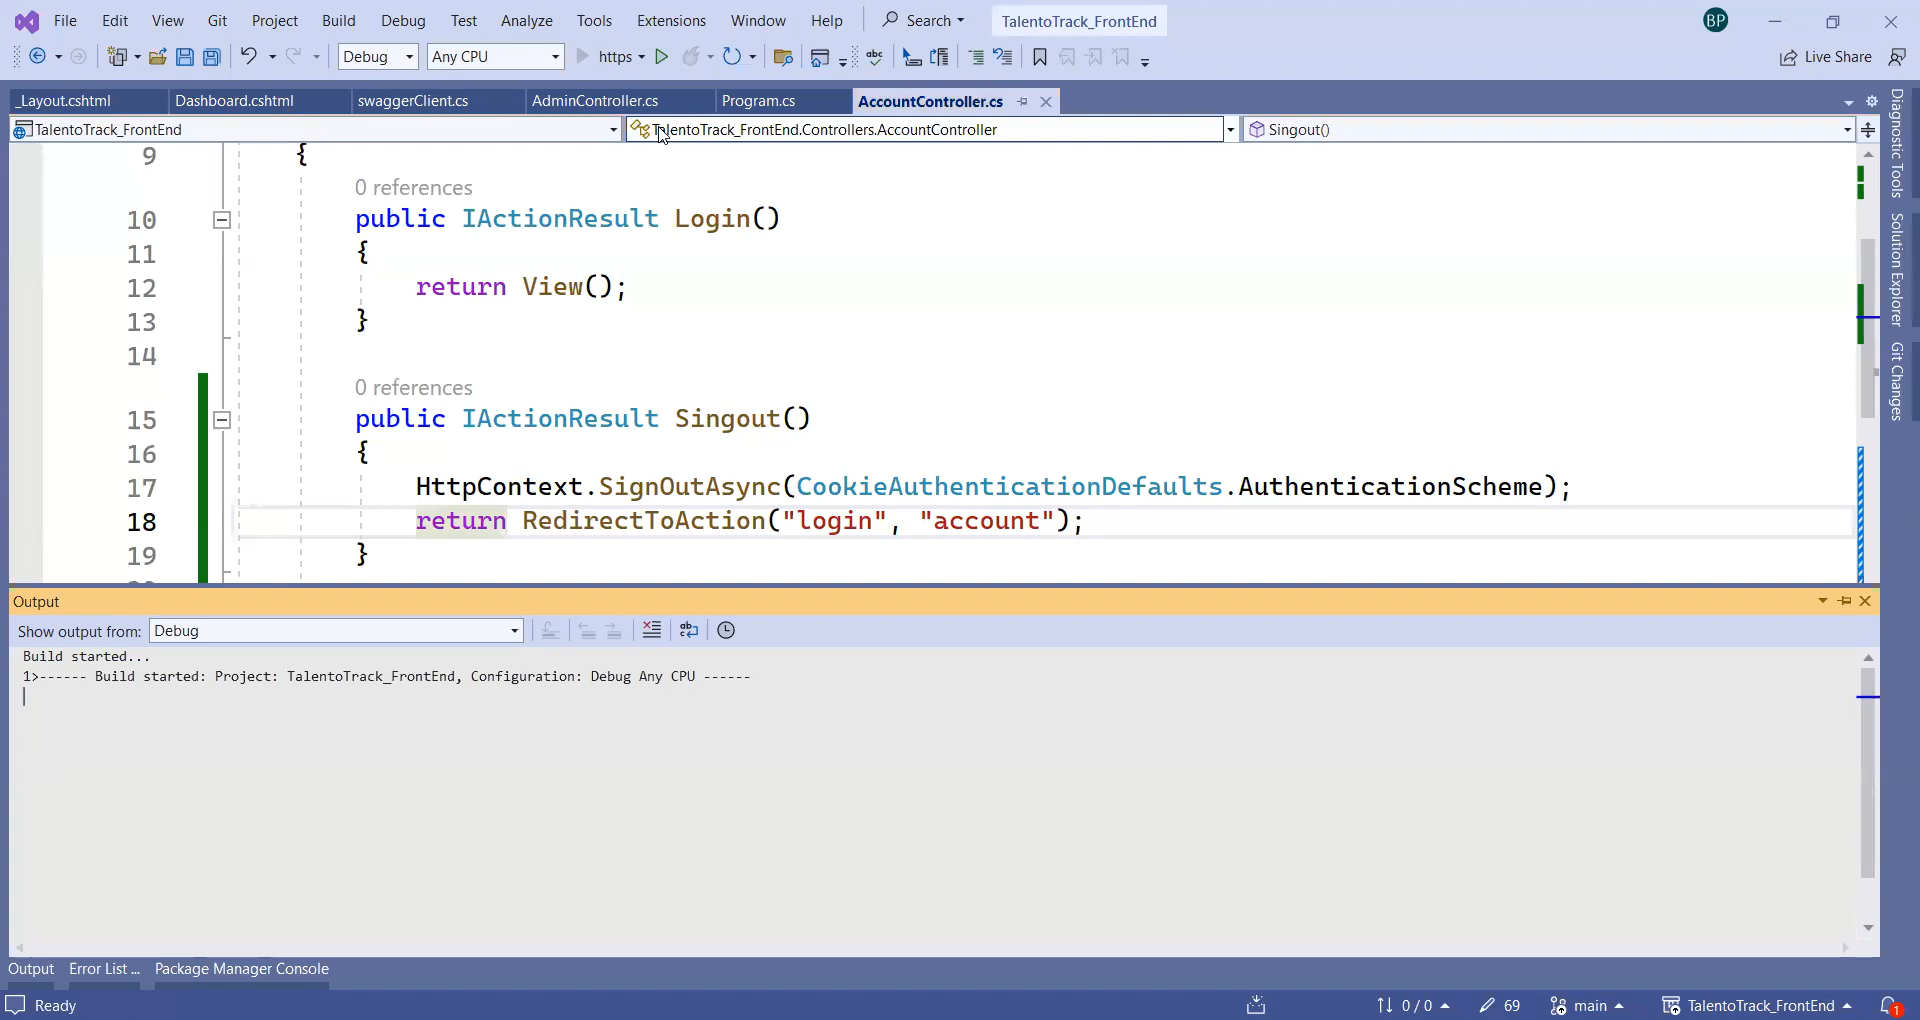 File Edit View Git Project Build Debug Test Analyze Tools Extensions Window Help Search TalentoTrack_FrontEnd BP
Debug Any CPU https abc Live Share
_Layout.cshtml Dashboard.cshtml swaggerClient.cs AdminController.cs Program.cs AccountController.cs
TalentoTrack_FrontEnd TalentoTrack_FrontEnd.Controllers.AccountController Singout()
9 {
0 references
10 public IActionResult Login()
11 {
12 return View();
13 }
14
0 references
15 public IActionResult Singout()
16 {
17 HttpContext.SignOutAsync(CookieAuthenticationDefaults.AuthenticationScheme);
18 return RedirectToAction("login", "account");
19 }
Diagnostic Tools
Solution Explorer
Git Changes
Output
Show output from: Debug
Build started...
1>------ Build started: Project: TalentoTrack_FrontEnd, Configuration: Debug Any CPU ------
Output Error List ... Package Manager Console
Ready 0 / 0 69 main TalentoTrack_FrontEnd 1